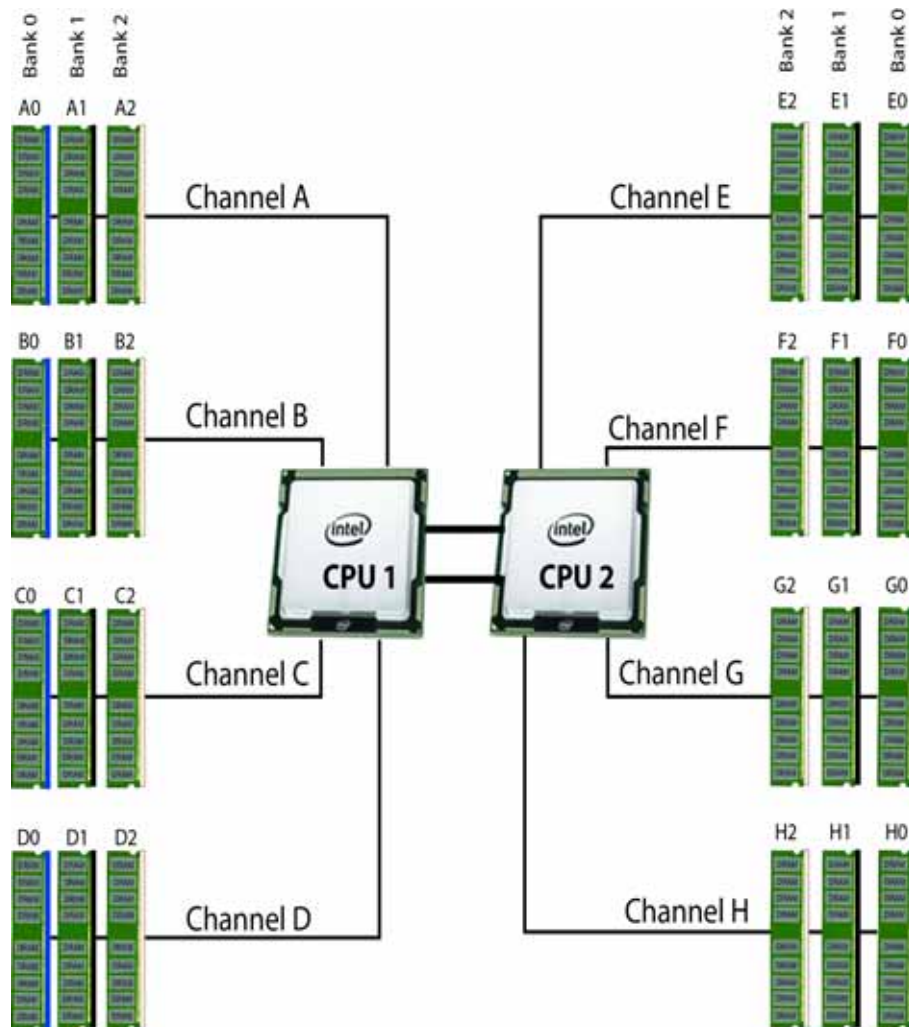 Bank 0
Bank 1
Bank 2
Bank 2
Bank 1
Bank 0
A0 A1 A2
E2 E1 E0
Channel A
Channel E
B0 B1 B2
F2 F1 F0
Channel B
Channel F
intel
CPU 1
intel
CPU 2
C0 C1 C2
G2 G1 G0
Channel C
Channel G
D0 D1 D2
H2 H1 H0
Channel D
Channel H